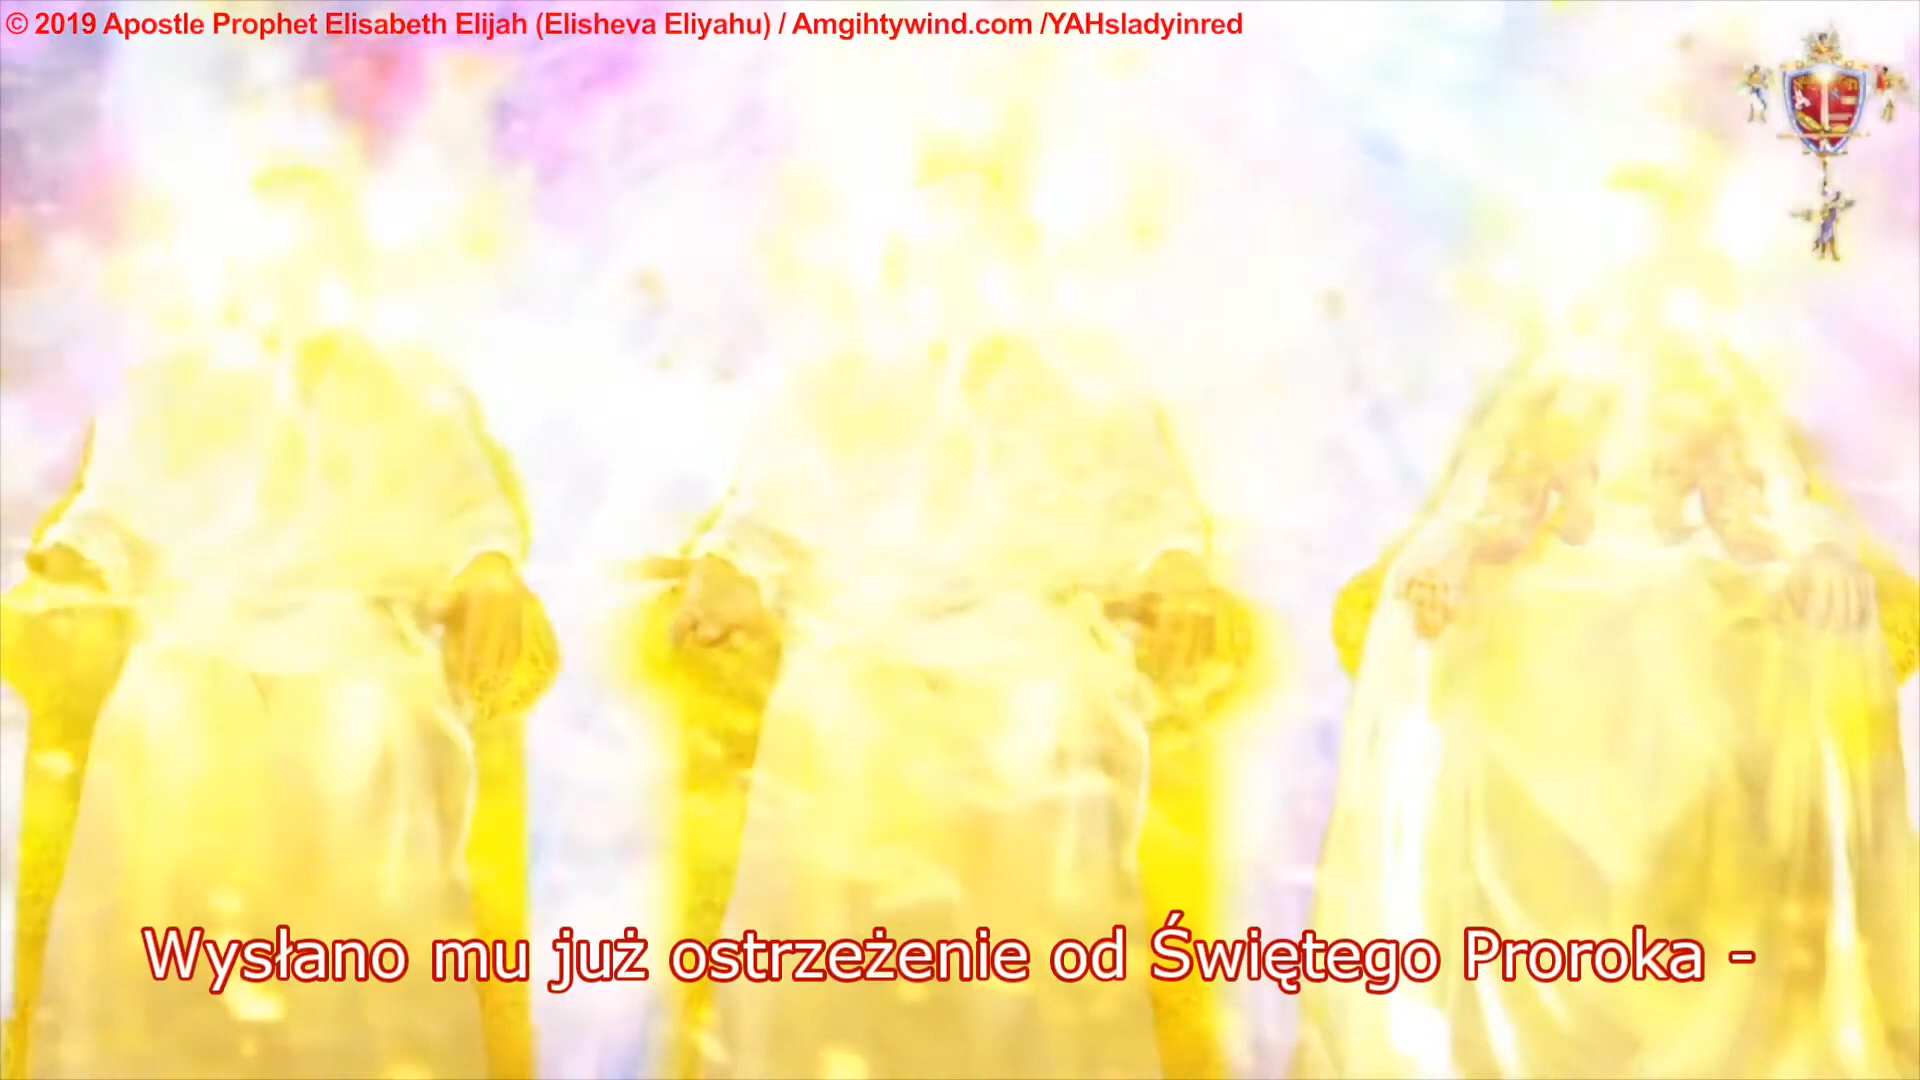 © 2019 Apostle Prophet Elisabeth Elijah (Elisheva Eliyahu) / Amgihtywind.com /YAHsladyinred
Wysłano mu już ostrzeżenie od Świętego Proroka -